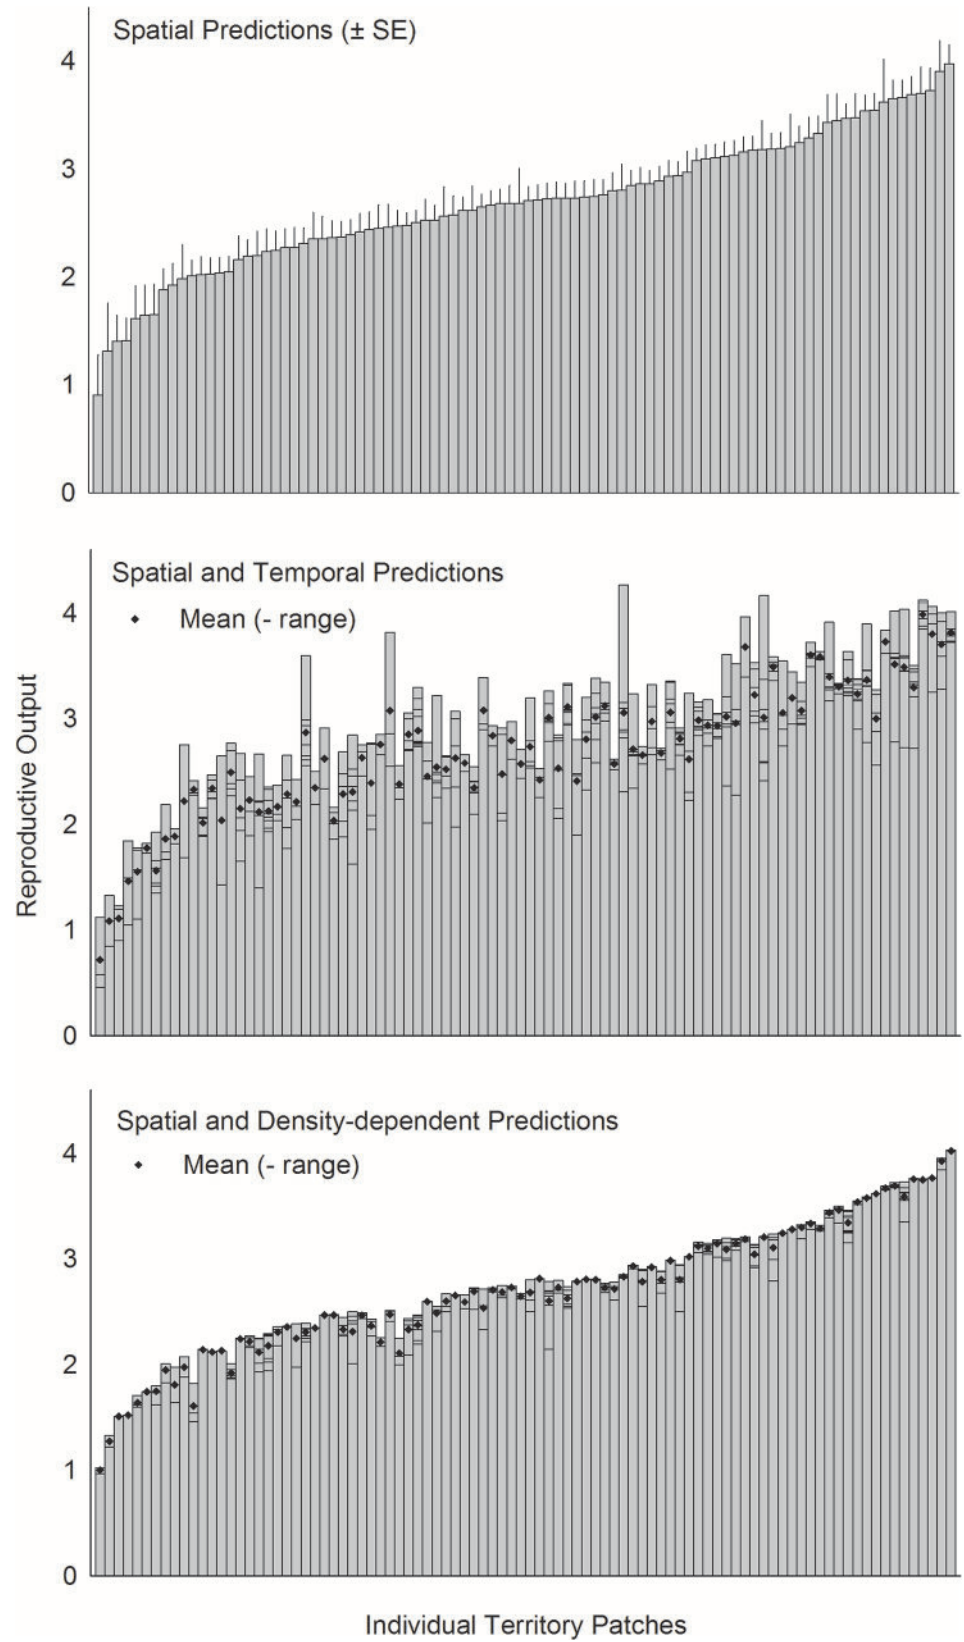 Spatial Predictions (± SE)
4
3
2
1
0
Spatial and Temporal Predictions
Mean (- range)
4
3
2
1
0
Reproductive Output
Spatial and Density-dependent Predictions
Mean (- range)
4
3
2
1
0
Individual Territory Patches